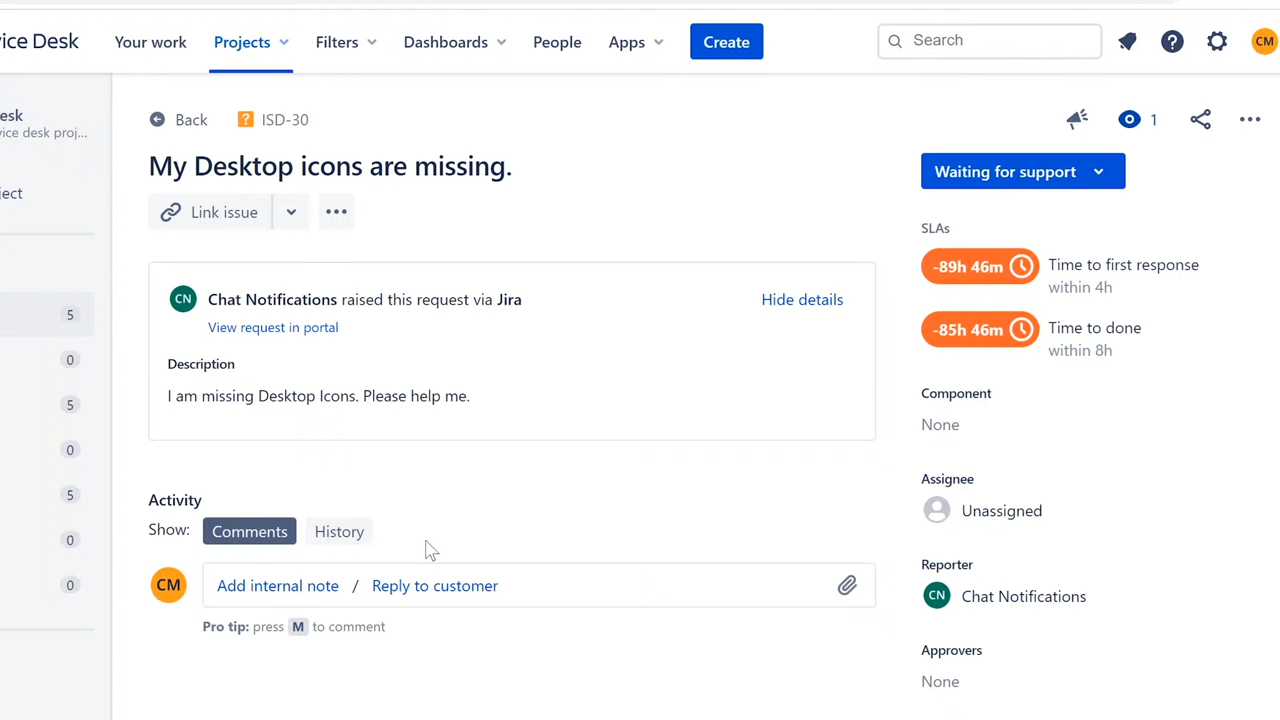 vice Desk
Your work
Projects
Filters
Dashboards
People
Apps
Create
Search
CM
esk
vice desk proj...
ject
5
0
5
0
5
0
0
Back
ISD-30
1
My Desktop icons are missing.
Link issue
CN
Chat Notifications raised this request via Jira
Hide details
View request in portal
Description
I am missing Desktop Icons. Please help me.
Activity
Show:
Comments
History
CM
Add internal note / Reply to customer
Pro tip: press M to comment
Waiting for support
SLAs
-89h 46m
Time to first response
within 4h
-85h 46m
Time to done
within 8h
Component
None
Assignee
Unassigned
Reporter
CN
Chat Notifications
Approvers
None